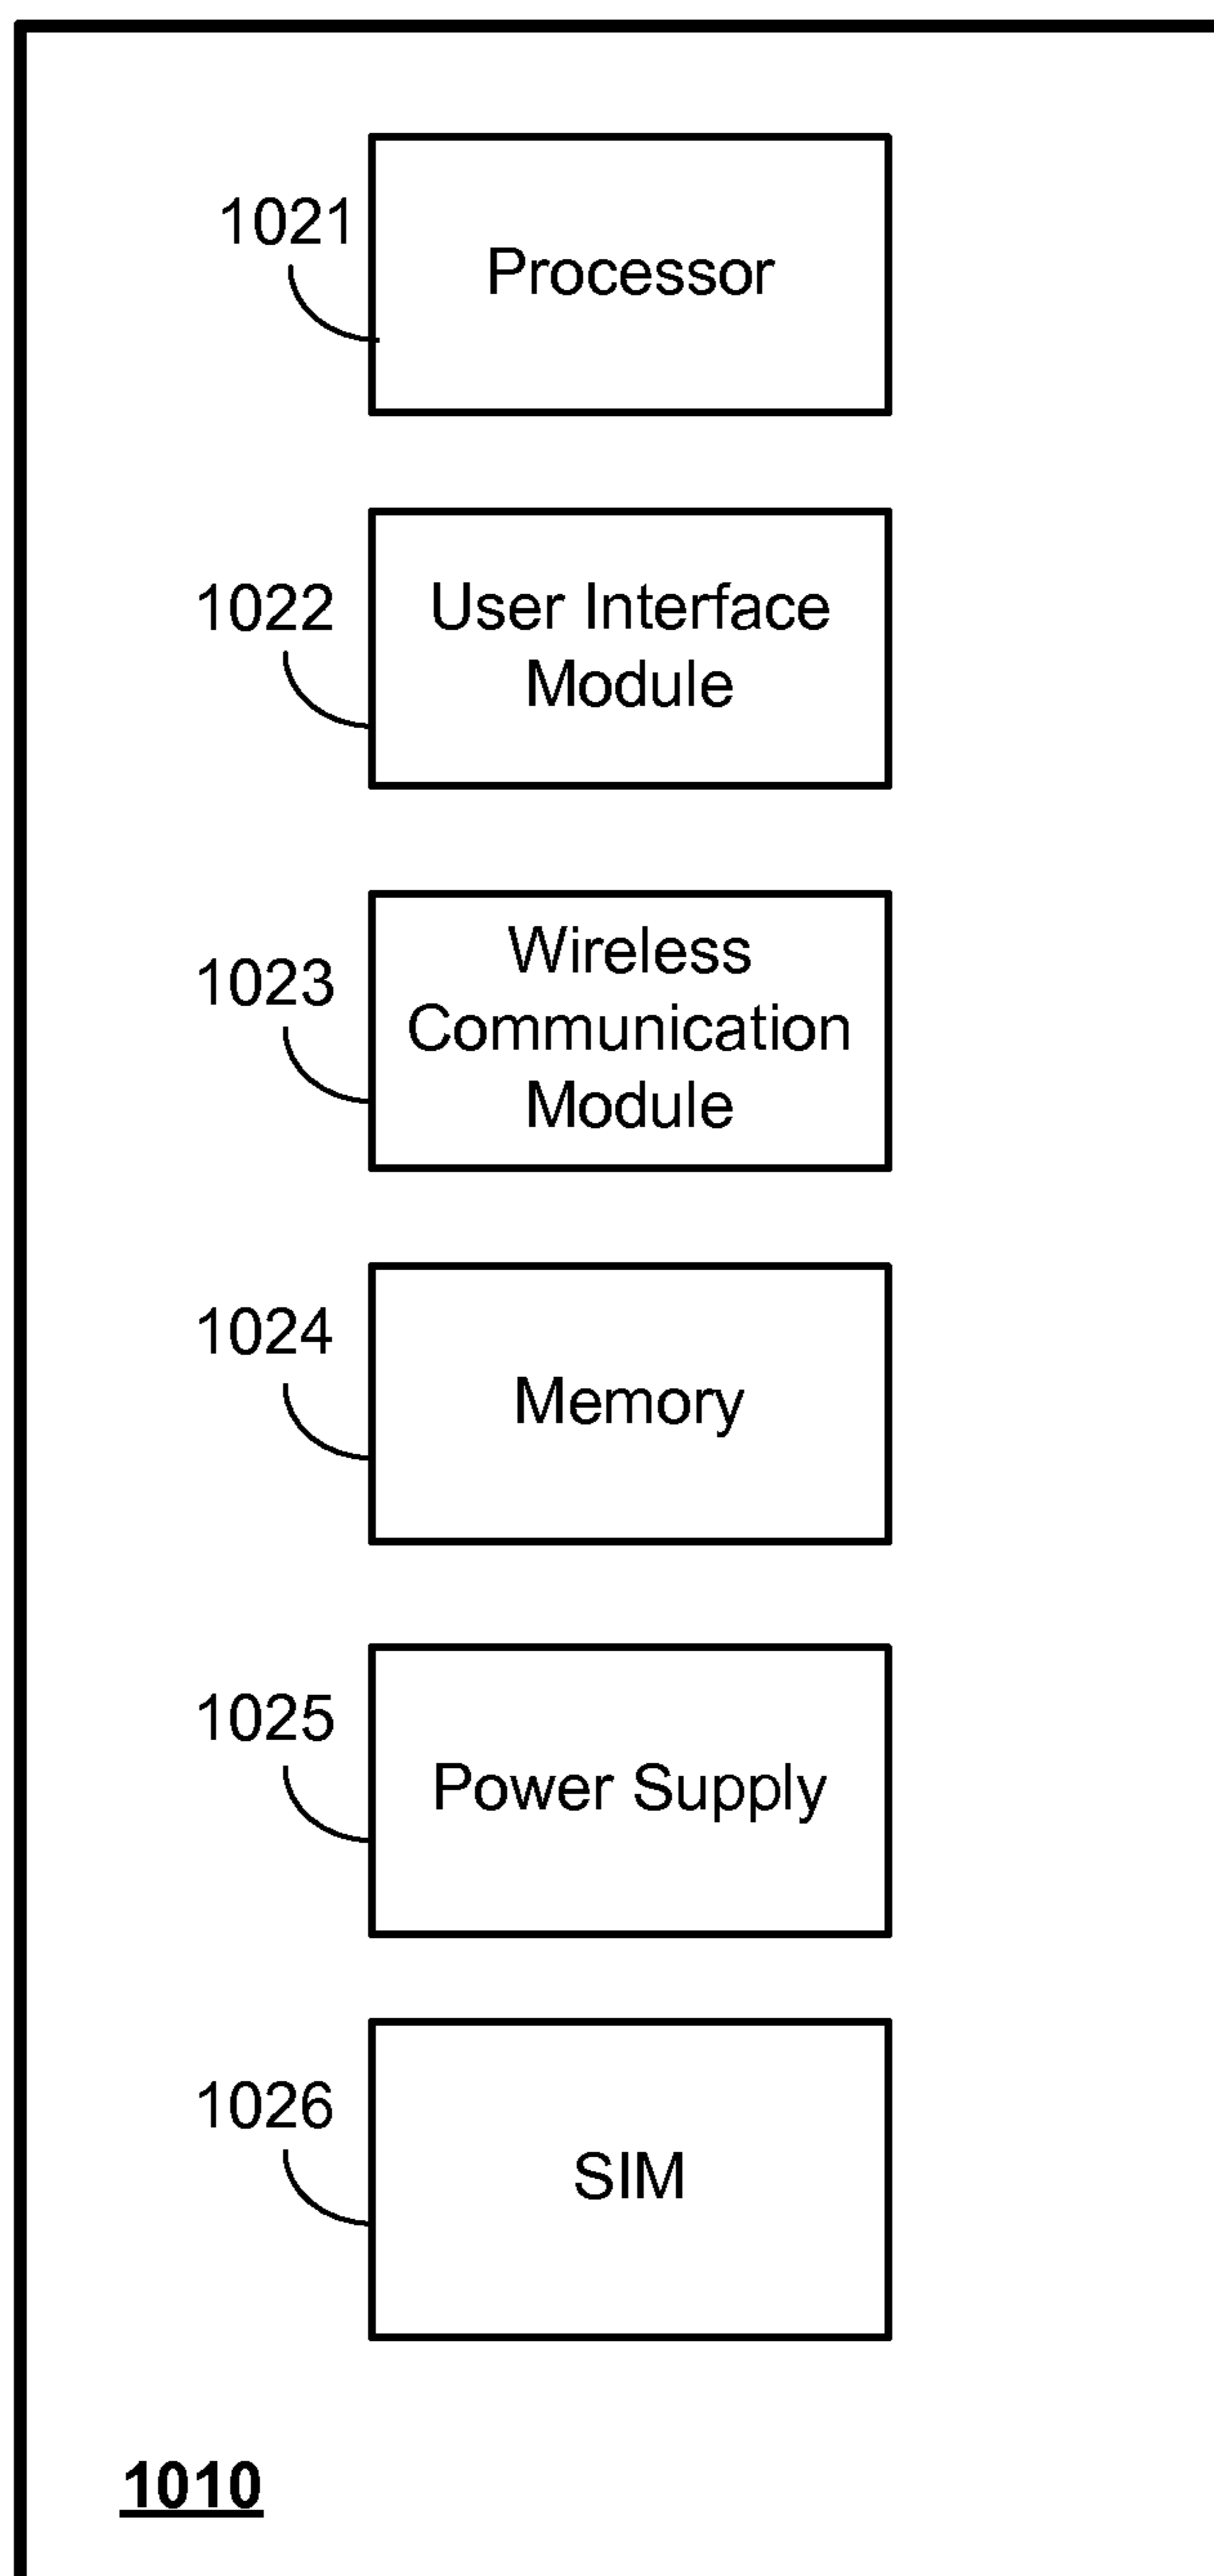 1021
Processor
1022
User Interface
Module
1023
Wireless
Communication
Module
1024
Memory
1025
Power Supply
1026
SIM
1010